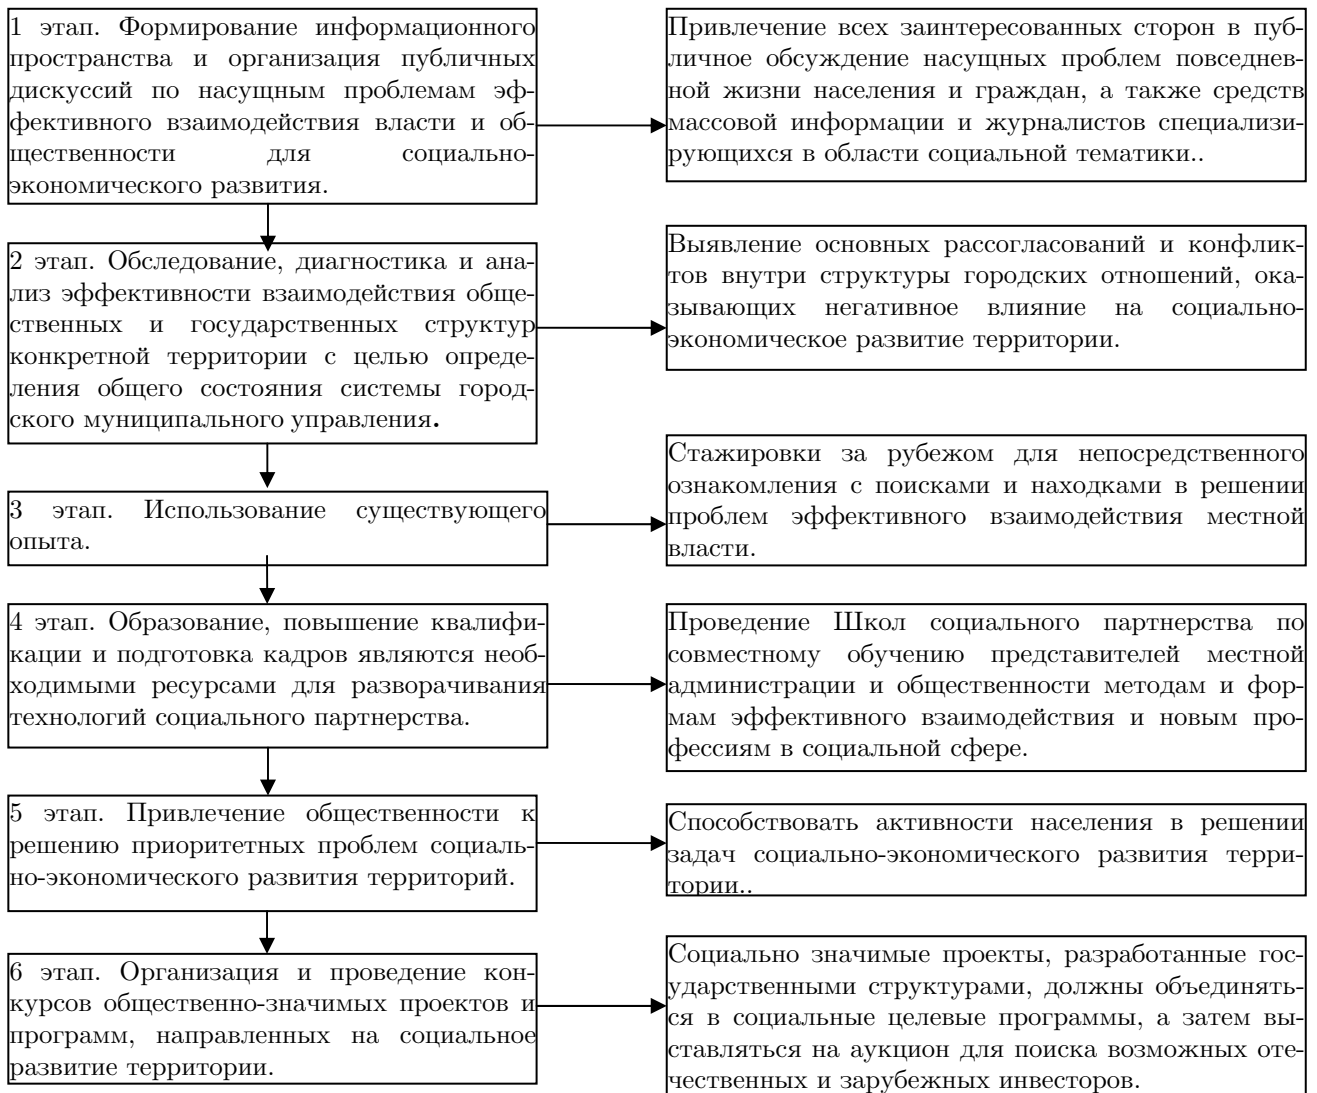 1 этап. Формирование информационного
пространства и организация публичных
дискуссий по насущным проблемам эф-
фективного взаимодействия власти и об-
щественности для социально-
экономического развития.
Привлечение всех заинтересованных сторон в пуб-
личное обсуждение насущных проблем повседнев-
ной жизни населения и граждан, а также средств
массовой информации и журналистов специализи-
рующихся в области социальной тематики..
2 этап. Обследование, диагностика и ана-
лиз эффективности взаимодействия обще-
ственных и государственных структур
конкретной территории с целью опреде-
ления общего состояния системы город-
ского муниципального управления.
Выявление основных рассогласований и конфлик-
тов внутри структуры городских отношений, ока-
зывающих негативное влияние на социально-
экономическое развитие территории.
3 этап. Использование существующего
опыта.
Стажировки за рубежом для непосредственного
ознакомления с поисками и находками в решении
проблем эффективного взаимодействия местной
власти.
4 этап. Образование, повышение квалифи-
кации и подготовка кадров являются необ-
ходимыми ресурсами для разворачивания
технологий социального партнерства.
Проведение Школ социального партнерства по
совместному обучению представителей местной
администрации и общественности методам и фор-
мам эффективного взаимодействия и новым про-
фессиям в социальной сфере.
5 этап. Привлечение общественности к
решению приоритетных проблем социаль-
но-экономического развития территорий.
Способствовать активности населения в решении
задач социально-экономического развития терри-
тории..
6 этап. Организация и проведение кон-
курсов общественно-значимых проектов и
программ, направленных на социальное
развитие территории.
Социально значимые проекты, разработанные гос-
ударственными структурами, должны объединять-
ся в социальные целевые программы, а затем вы-
ставляться на аукцион для поиска возможных оте-
чественных и зарубежных инвесторов.